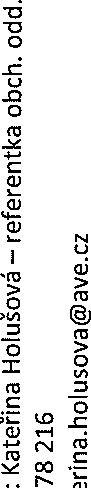 : Kateřina Holušová – referentka obch. odd.
78 216
erina.holusova@ave.cz